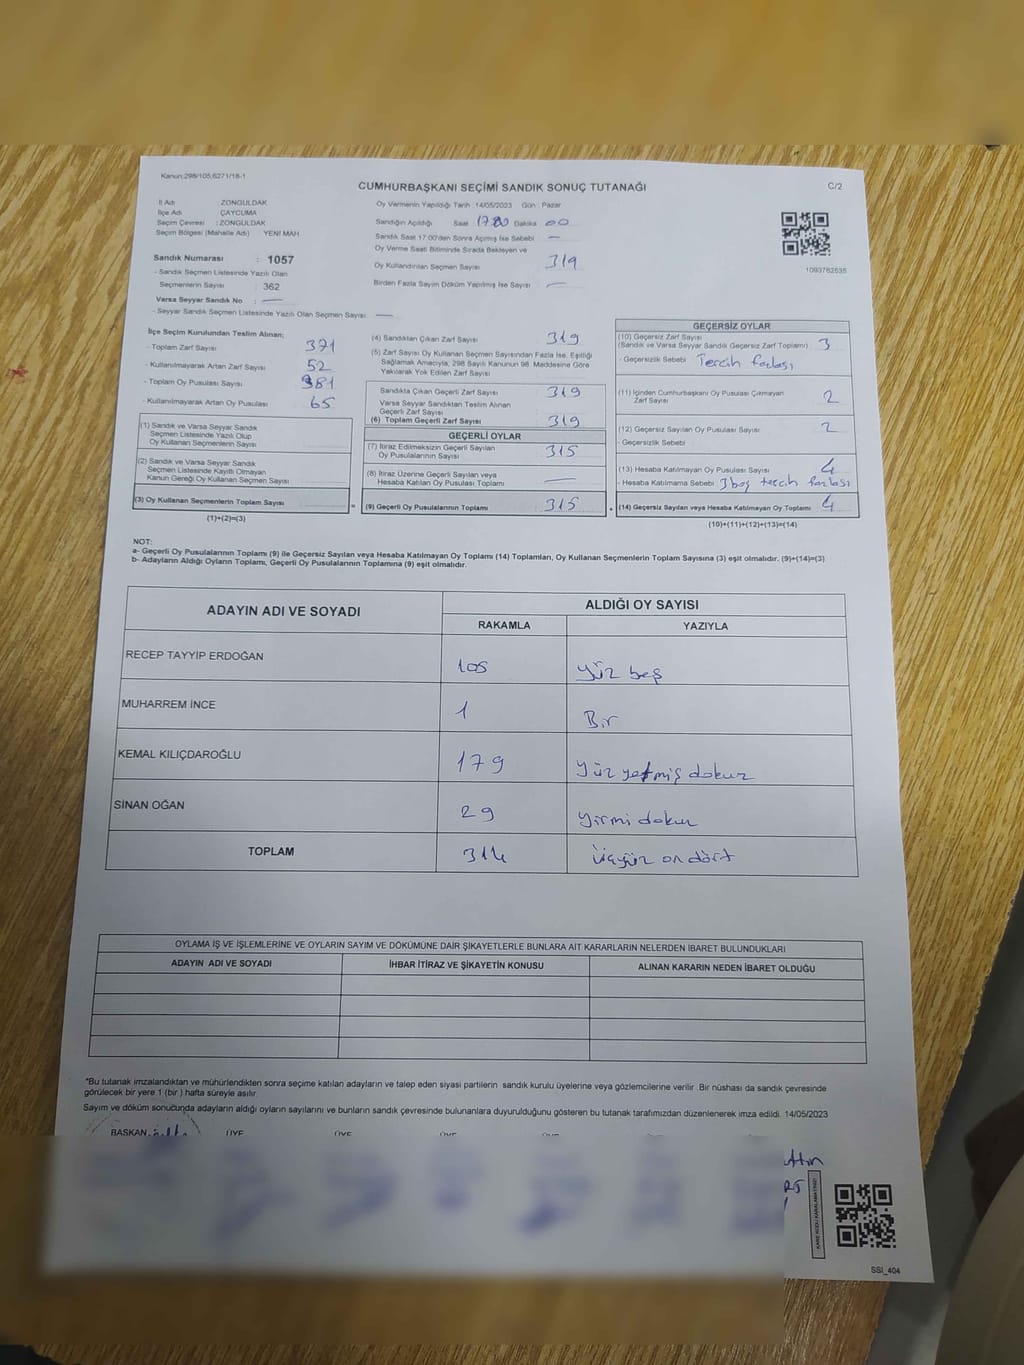 Kanun:298/105;6271/18-1
CUMHURBAŞKANI SEÇİMİ SANDIK SONUÇ TUTANAĞI
C/2
İl Adı ZONGULDAK
İlçe Adı ÇAYCUMA
Seçim Çevresi : ZONGULDAK
Seçim Bölgesi (Mahalle Adı) YENİ MAH.
Sandık Numarası : 1057
- Sandık Seçmen Listesinde Yazılı Olan
Seçmenlerin Sayısı : 362
Varsa Seyyar Sandık No : —
- Seyyar Sandık Seçmen Listesinde Yazılı Olan Seçmen Sayısı —
Oy Vermenin Yapıldığı Tarih : 14/05/2023 Gün : Pazar
Sandığın Açıldığı Saat 17:00 Dakika 00
Sandık Saat 17:00'den Sonra Açılmış İse Sebebi —
Oy Verme Saati Bitiminde Sırada Bekleyen ve
Oy Kullandırılan Seçmen Sayısı 319
Birden Fazla Sayım Döküm Yapılmış İse Sayısı —
1093762535
İlçe Seçim Kurulundan Teslim Alınan;
- Toplam Zarf Sayısı 371
- Kullanılmayarak Artan Zarf Sayısı 52
- Toplam Oy Pusulası Sayısı 381
- Kullanılmayarak Artan Oy Pusulası 65
(1) Sandık ve Varsa Seyyar Sandık
Seçmen Listesinde Yazılı Olup
Oy Kullanan Seçmenlerin Sayısı
(2) Sandık ve Varsa Seyyar Sandık
Seçmen Listesinde Kayıtlı Olmayan
Kanun Gereği Oy Kullanan Seçmen Sayısı
(3) Oy Kullanan Seçmenlerin Toplam Sayısı
(1)+(2)=(3)
(4) Sandıktan Çıkan Zarf Sayısı 319
(5) Zarf Sayısı Oy Kullanan Seçmen Sayısından Fazla İse, Eşitliği
Sağlamak Amacıyla, 298 Sayılı Kanunun 98. Maddesine Göre
Yakılarak Yok Edilen Zarf Sayısı
Sandıkta Çıkan Geçerli Zarf Sayısı 319
Varsa Seyyar Sandıktan Teslim Alınan
Geçerli Zarf Sayısı
(6) Toplam Geçerli Zarf Sayısı 319
GEÇERLİ OYLAR
(7) İtiraz Edilmeksizin Geçerli Sayılan
Oy Pusulalarının Sayısı 315
(8) İtiraz Üzerine Geçerli Sayılan veya
Hesaba Katılan Oy Pusulası Toplamı —
= (9) Geçerli Oy Pusulalarının Toplamı 315 +
GEÇERSİZ OYLAR
(10) Geçersiz Zarf Sayısı
(Sandık ve Varsa Seyyar Sandık Geçersiz Zarf Toplamı) 3
- Geçersizlik Sebebi Tercih fazlası
(11) İçinden Cumhurbaşkanı Oy Pusulası Çıkmayan
Zarf Sayısı 2
(12) Geçersiz Sayılan Oy Pusulası Sayısı 2
- Geçersizlik Sebebi
(13) Hesaba Katılmayan Oy Pusulası Sayısı 4
- Hesaba Katılmama Sebebi 3 boş tercih fazlası
(14) Geçersiz Sayılan veya Hesaba Katılmayan Oy Toplamı 4
(10)+(11)+(12)+(13)=(14)
NOT:
a- Geçerli Oy Pusulalarının Toplamı (9) ile Geçersiz Sayılan veya Hesaba Katılmayan Oy Toplamı (14) Toplamları, Oy Kullanan Seçmenlerin Toplam Sayısına (3) eşit olmalıdır. (9)+(14)=(3)
b- Adayların Aldığı Oyların Toplamı, Geçerli Oy Pusulalarının Toplamına (9) eşit olmalıdır.
ADAYIN ADI VE SOYADI ALDIĞI OY SAYISI
RAKAMLA YAZIYLA
RECEP TAYYİP ERDOĞAN 105 Yüz beş
MUHARREM İNCE 1 Bir
KEMAL KILIÇDAROĞLU 179 Yüz yetmiş dokuz
SİNAN OĞAN 29 Yirmi dokuz
TOPLAM 314 Üçyüz on dört
OYLAMA İŞ VE İŞLEMLERİNE VE OYLARIN SAYIM VE DÖKÜMÜNE DAİR ŞİKAYETLERLE BUNLARA AİT KARARLARIN NELERDEN İBARET BULUNDUKLARI
ADAYIN ADI VE SOYADI İHBAR İTİRAZ VE ŞİKAYETİN KONUSU ALINAN KARARIN NEDEN İBARET OLDUĞU
*Bu tutanak imzalandıktan ve mühürlendikten sonra seçime katılan adayların ve talep eden siyasi partilerin sandık kurulu üyelerine veya gözlemcilerine verilir .Bir nüshası da sandık çevresinde
görülecek bir yere 1 (bir ) hafta süreyle asılır.
Sayım ve döküm sonucunda adayların aldığı oyların sayılarını ve bunların sandık çevresinde bulunanlara duyurulduğunu gösteren bu tutanak tarafımızdan düzenlenerek imza edildi. 14/05/2023
BAŞKAN ÜYE ÜYE ÜYE ÜYE
SSİ_404